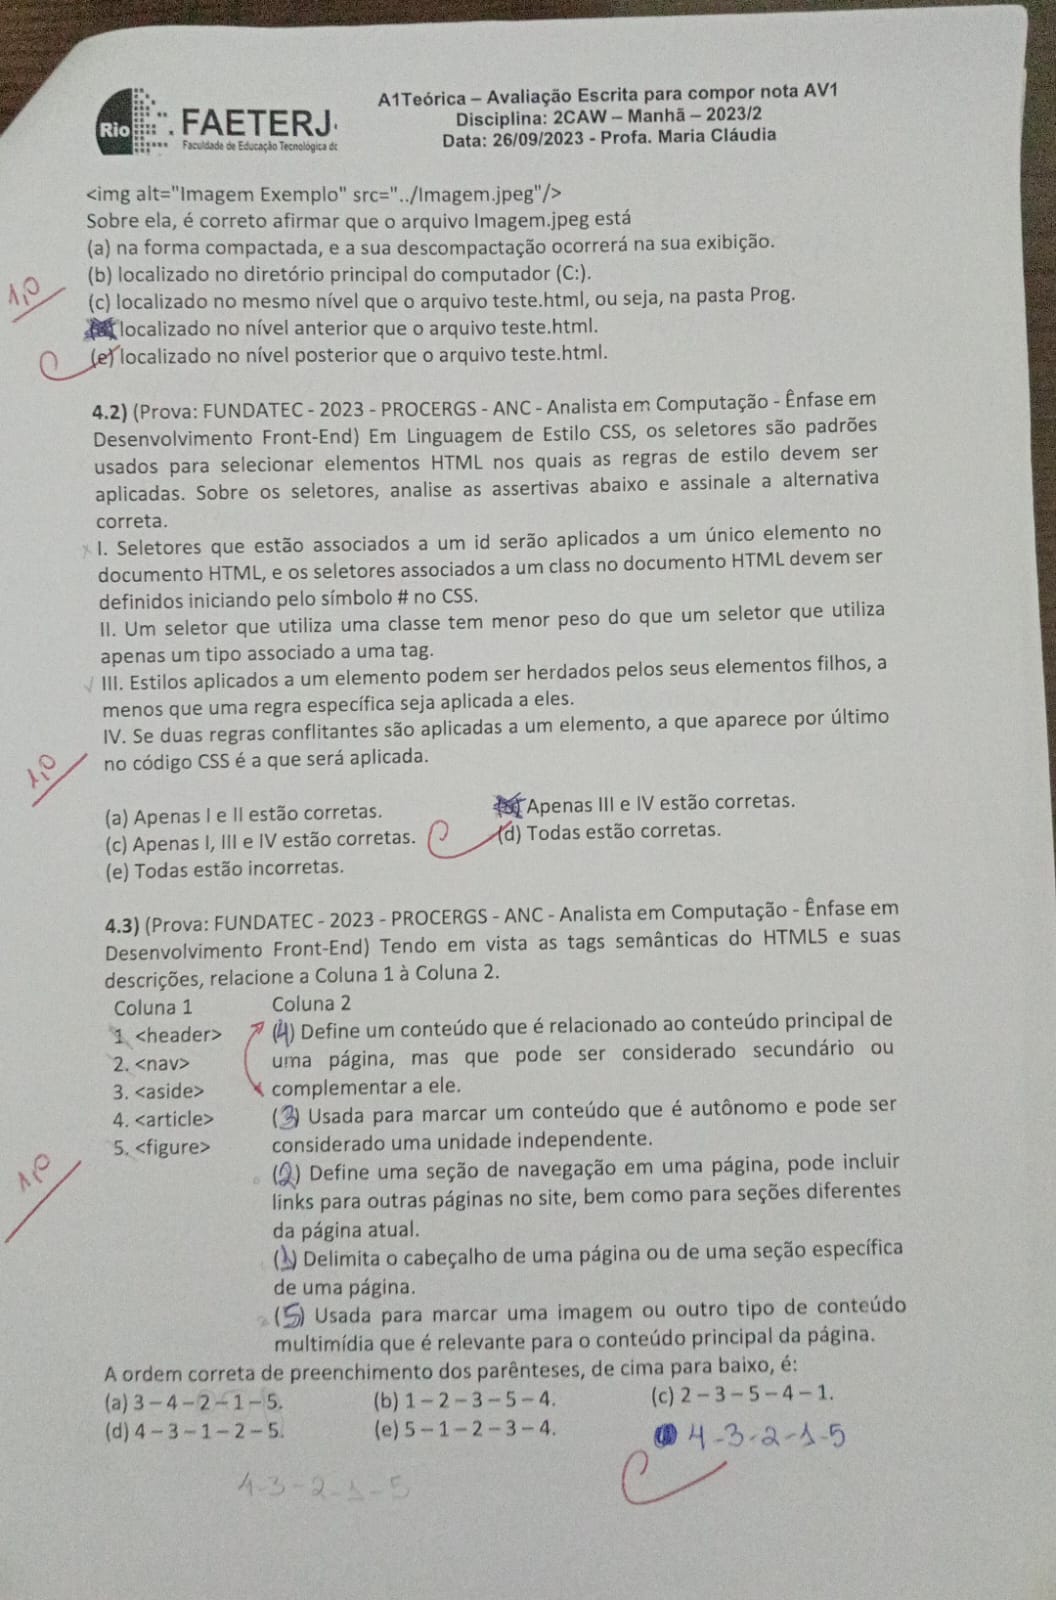 A1Teórica – Avaliação Escrita para compor nota AV1
Disciplina: 2CAW – Manhã – 2023/2
Data: 26/09/2023 - Profa. Maria Cláudia
Rio
FAETERJ
Faculdade de Educação Tecnológica do
<img alt="Imagem Exemplo" src="../Imagem.jpeg"/>
Sobre ela, é correto afirmar que o arquivo Imagem.jpeg está
(a) na forma compactada, e a sua descompactação ocorrerá na sua exibição.
(b) localizado no diretório principal do computador (C:).
1,0
(c) localizado no mesmo nível que o arquivo teste.html, ou seja, na pasta Prog.
localizado no nível anterior que o arquivo teste.html.
(e) localizado no nível posterior que o arquivo teste.html.
4.2) (Prova: FUNDATEC - 2023 - PROCERGS - ANC - Analista em Computação - Ênfase em
Desenvolvimento Front-End) Em Linguagem de Estilo CSS, os seletores são padrões
usados para selecionar elementos HTML nos quais as regras de estilo devem ser
aplicadas. Sobre os seletores, analise as assertivas abaixo e assinale a alternativa
correta.
I. Seletores que estão associados a um id serão aplicados a um único elemento no
documento HTML, e os seletores associados a um class no documento HTML devem ser
definidos iniciando pelo símbolo # no CSS.
II. Um seletor que utiliza uma classe tem menor peso do que um seletor que utiliza
apenas um tipo associado a uma tag.
III. Estilos aplicados a um elemento podem ser herdados pelos seus elementos filhos, a
menos que uma regra específica seja aplicada a eles.
IV. Se duas regras conflitantes são aplicadas a um elemento, a que aparece por último
no código CSS é a que será aplicada.
1,0
(a) Apenas I e II estão corretas. Apenas III e IV estão corretas.
(c) Apenas I, III e IV estão corretas. (d) Todas estão corretas.
(e) Todas estão incorretas.
4.3) (Prova: FUNDATEC - 2023 - PROCERGS - ANC - Analista em Computação - Ênfase em
Desenvolvimento Front-End) Tendo em vista as tags semânticas do HTML5 e suas
descrições, relacione a Coluna 1 à Coluna 2.
Coluna 1
1. <header>
2. <nav>
3. <aside>
4. <article>
5. <figure>
1,0
Coluna 2
(4) Define um conteúdo que é relacionado ao conteúdo principal de
uma página, mas que pode ser considerado secundário ou
complementar a ele.
(3) Usada para marcar um conteúdo que é autônomo e pode ser
considerado uma unidade independente.
(2) Define uma seção de navegação em uma página, pode incluir
links para outras páginas no site, bem como para seções diferentes
da página atual.
(1) Delimita o cabeçalho de uma página ou de uma seção específica
de uma página.
(5) Usada para marcar uma imagem ou outro tipo de conteúdo
multimídia que é relevante para o conteúdo principal da página.
A ordem correta de preenchimento dos parênteses, de cima para baixo, é:
(a) 3 – 4 – 2 – 1 – 5. (b) 1 – 2 – 3 – 5 – 4. (c) 2 – 3 – 5 – 4 – 1.
(d) 4 – 3 – 1 – 2 – 5. (e) 5 – 1 – 2 – 3 – 4.
4-3-2-1-5
4-3-2-1-5